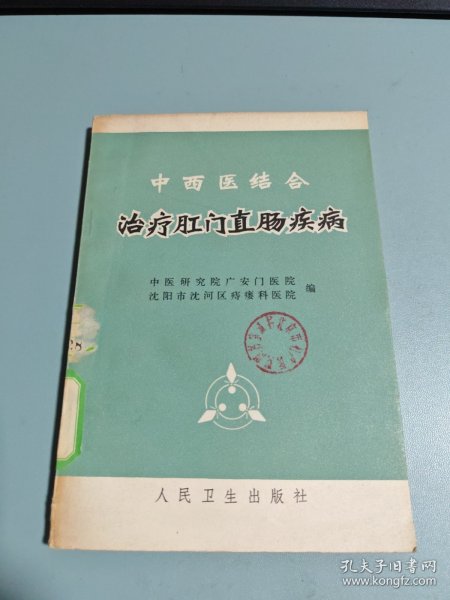 中西医结合
治疗肛门直肠疾病
中医研究院广安门医院
沈阳市沈河区痔瘘科医院
编
人民卫生出版社
孔夫子旧书网
www.kongfz.com